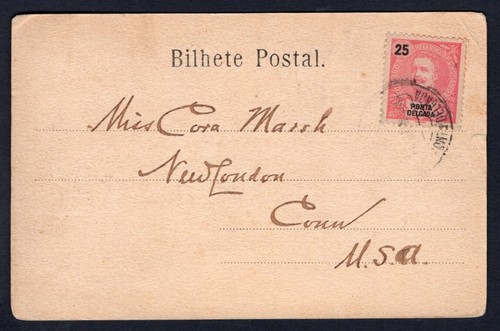 25
Bilhete Postal.
PONTA
DELGADA
Miss Cora Marsh
New London
Conn
U.S.a.